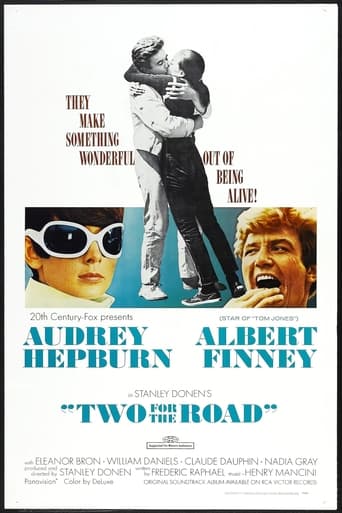 THEY
MAKE
SOMETHING
WONDERFUL
OUT OF
BEING
ALIVE!
20th Century-Fox presents
AUDREY
HEPBURN
(STAR OF "TOM JONES")
ALBERT
FINNEY
in STANLEY DONEN'S
"TWO FOR THE ROAD"
with ELEANOR BRON · WILLIAM DANIELS · CLAUDE DAUPHIN · NADIA GRAY
produced and directed by STANLEY DONEN written by FREDERIC RAPHAEL music HENRY MANCINI
Panavision® Color by DeLuxe ORIGINAL SOUNDTRACK ALBUM AVAILABLE ON RCA VICTOR RECORDS